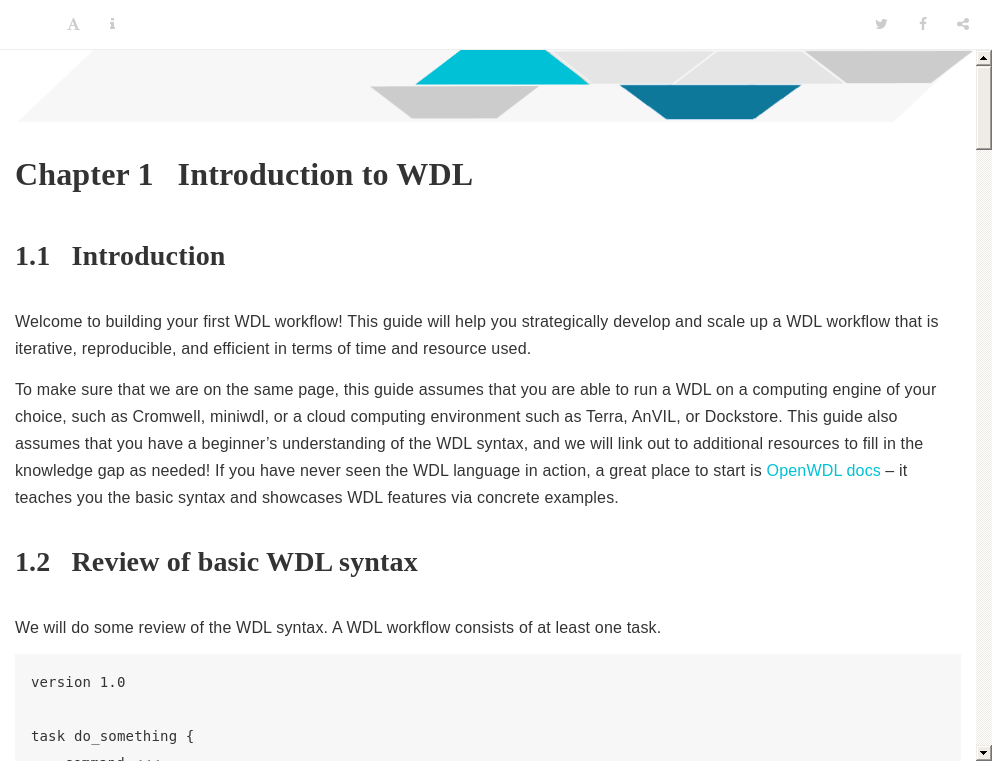 Chapter 1 Introduction to WDL
1.1 Introduction
Welcome to building your first WDL workflow! This guide will help you strategically develop and scale up a WDL workflow that is
iterative, reproducible, and efficient in terms of time and resource used.
To make sure that we are on the same page, this guide assumes that you are able to run a WDL on a computing engine of your
choice, such as Cromwell, miniwdl, or a cloud computing environment such as Terra, AnVIL, or Dockstore. This guide also
assumes that you have a beginner’s understanding of the WDL syntax, and we will link out to additional resources to fill in the
knowledge gap as needed! If you have never seen the WDL language in action, a great place to start is OpenWDL docs – it
teaches you the basic syntax and showcases WDL features via concrete examples.
1.2 Review of basic WDL syntax
We will do some review of the WDL syntax. A WDL workflow consists of at least one task.
version 1.0
task do_something {